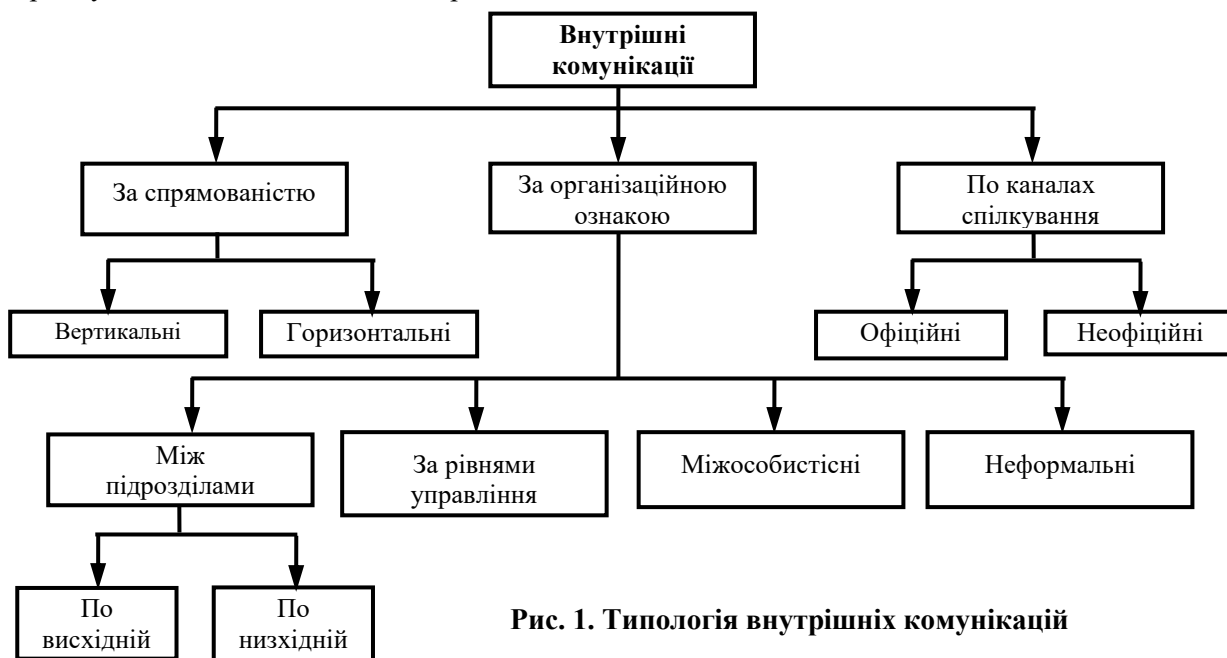 Внутрішні
комунікації
За спрямованістю
За організаційною
ознакою
По каналах
спілкування
Вертикальні
Горизонтальні
Офіційні
Неофіційні
Між
підрозділами
За рівнями
управління
Міжособистісні
Неформальні
По
висхідній
По
низхідній
Рис. 1. Типологія внутрішніх комунікацій